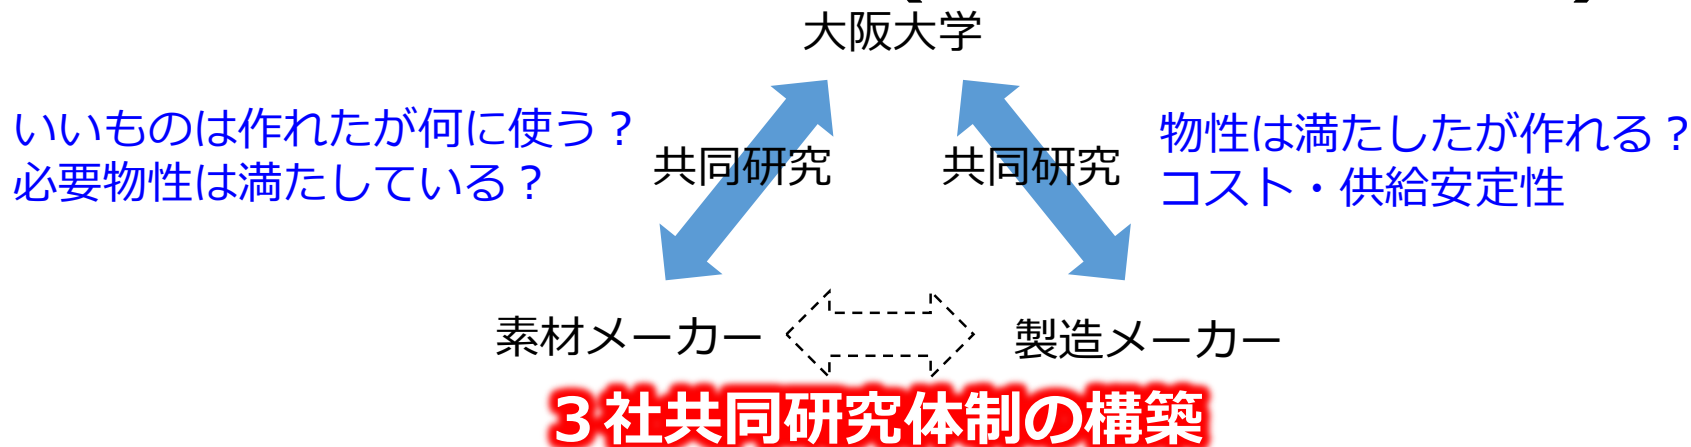 大阪大学
いいものは作れたが何に使う？
必要物性は満たしている？
共同研究
共同研究
物性は満たしたが作れる？
コスト・供給安定性
素材メーカー
製造メーカー
３社共同研究体制の構築